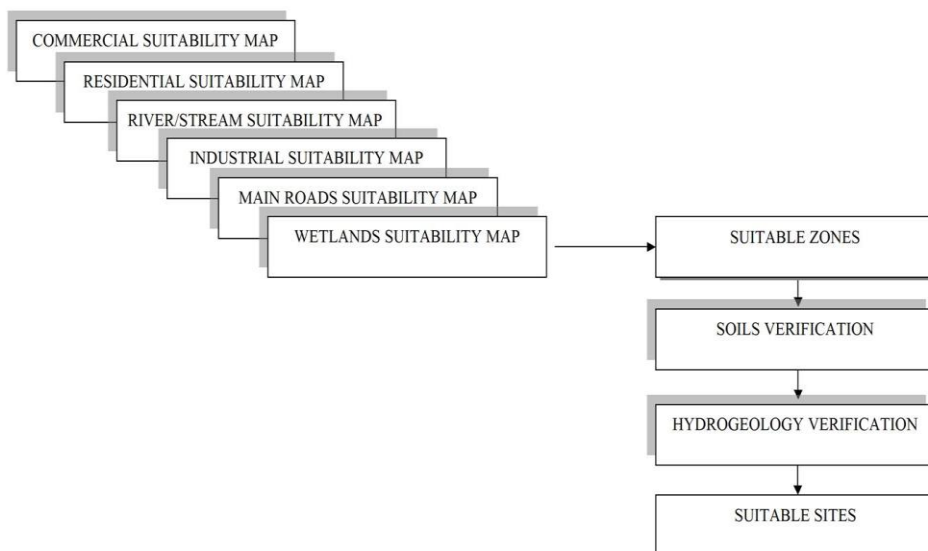 COMMERCIAL SUITABILITY MAP
RESIDENTIAL SUITABILITY MAP
RIVER/STREAM SUITABILITY MAP
INDUSTRIAL SUITABILITY MAP
MAIN ROADS SUITABILITY MAP
WETLANDS SUITABILITY MAP
SUITABLE ZONES
SOILS VERIFICATION
HYDROGEOLOGY VERIFICATION
SUITABLE SITES